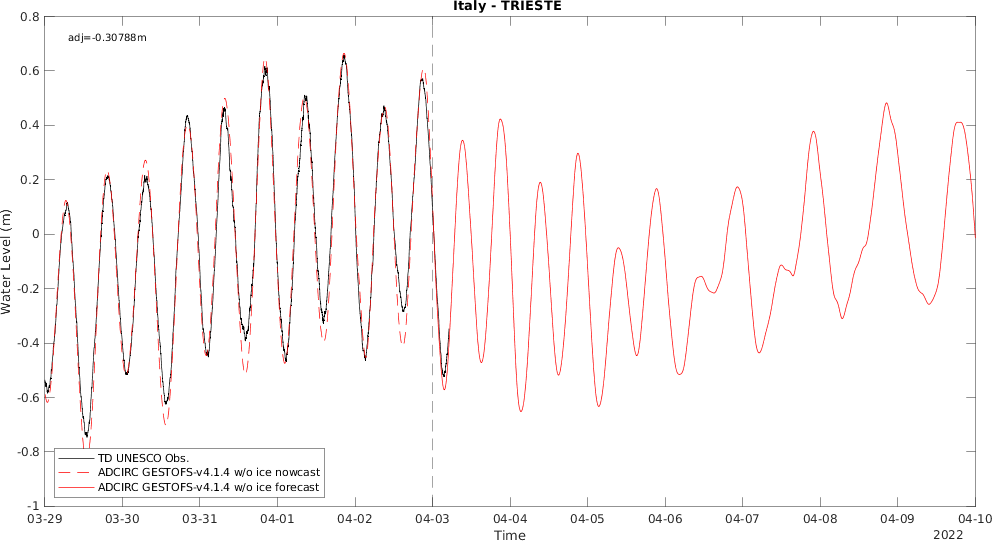 Italy - TRIESTE
adj=-0.30788m
Water Level (m)
0.8
0.6
0.4
0.2
0
-0.2
-0.4
-0.6
-0.8
-1
TD UNESCO Obs.
ADCIRC GESTOFS-v4.1.4 w/o ice nowcast
ADCIRC GESTOFS-v4.1.4 w/o ice forecast
03-29 03-30 03-31 04-01 04-02 04-03 04-04 04-05 04-06 04-07 04-08 04-09 04-10
Time
2022